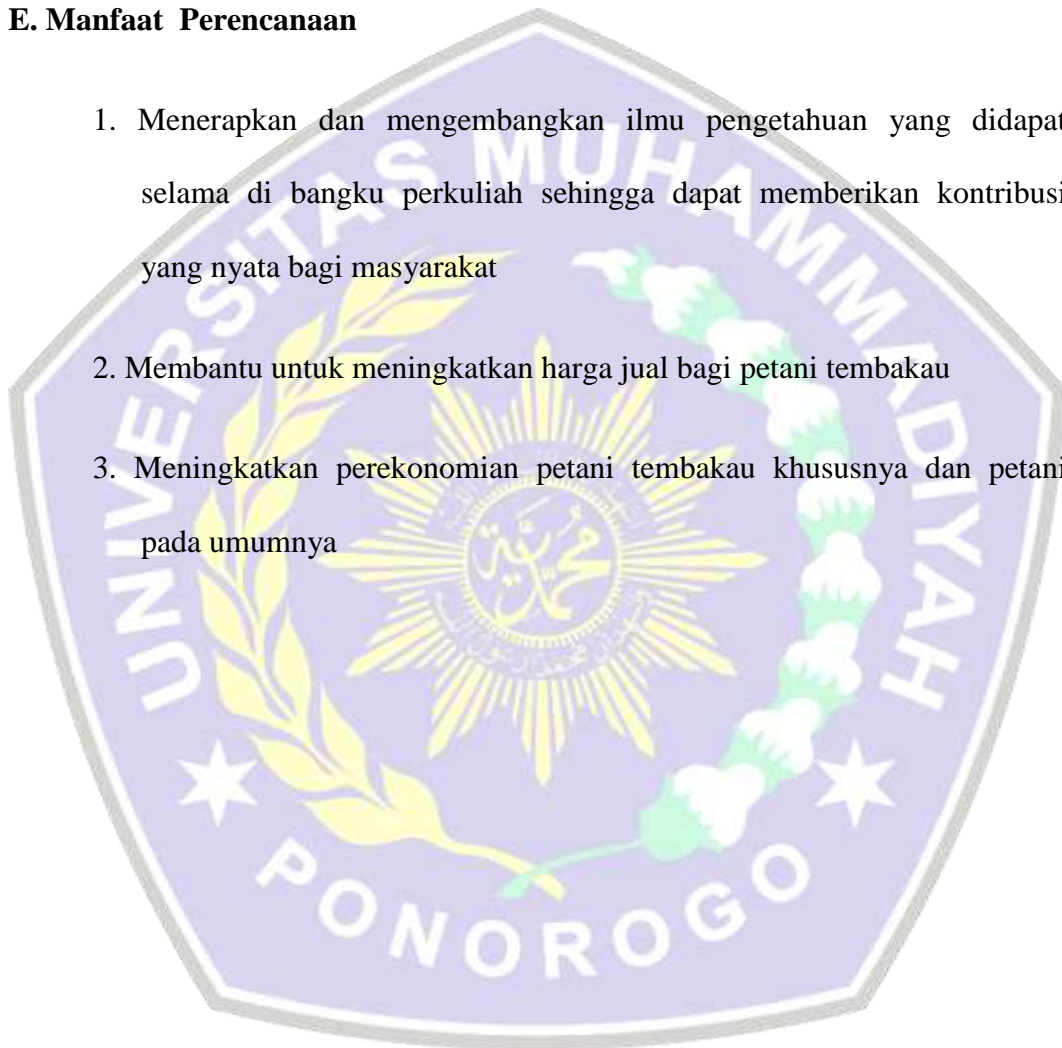 E. Manfaat Perencanaan
1. Menerapkan dan mengembangkan ilmu pengetahuan yang didapat
selama di bangku perkuliah sehingga dapat memberikan kontribusi
yang nyata bagi masyarakat
2. Membantu untuk meningkatkan harga jual bagi petani tembakau
3. Meningkatkan perekonomian petani tembakau khususnya dan petani
pada umumnya
UNIVERSITAS MUHAMMADIYAH
محمدية
PONOROGO